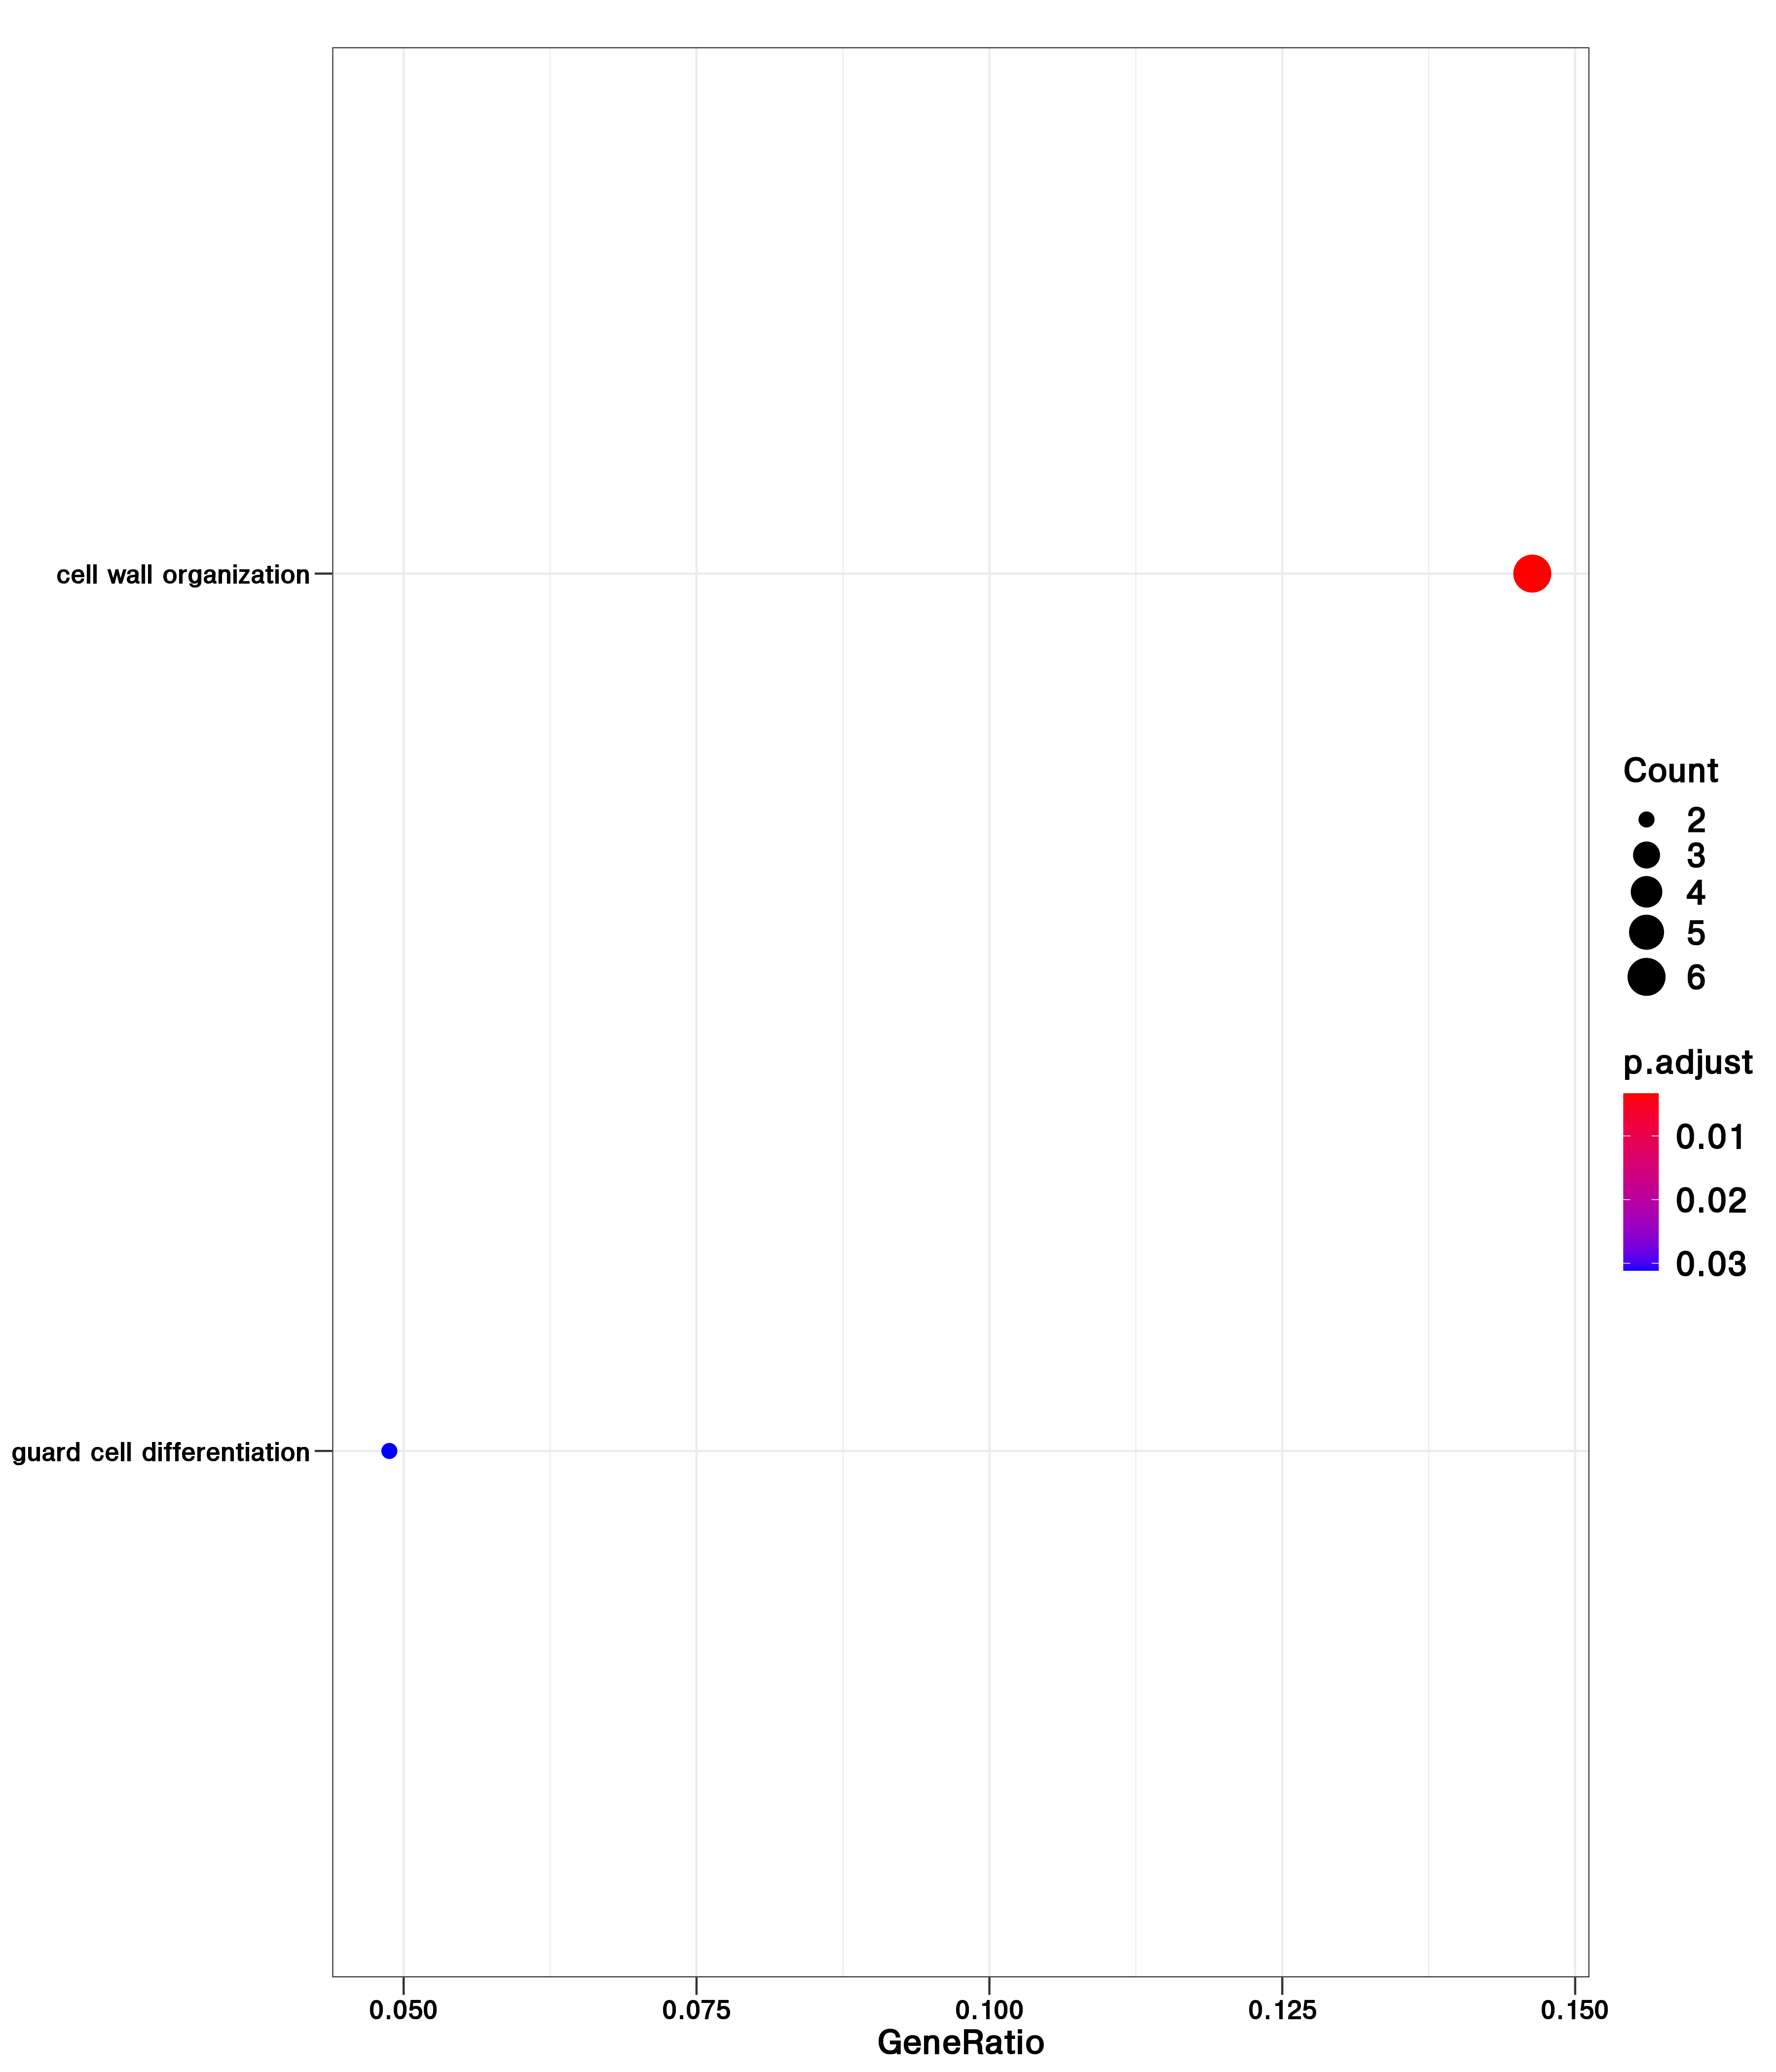 cell wall organization
guard cell differentiation
0.050 0.075 0.100 0.125 0.150
GeneRatio
Count
2
3
4
5
6
p.adjust
0.01
0.02
0.03